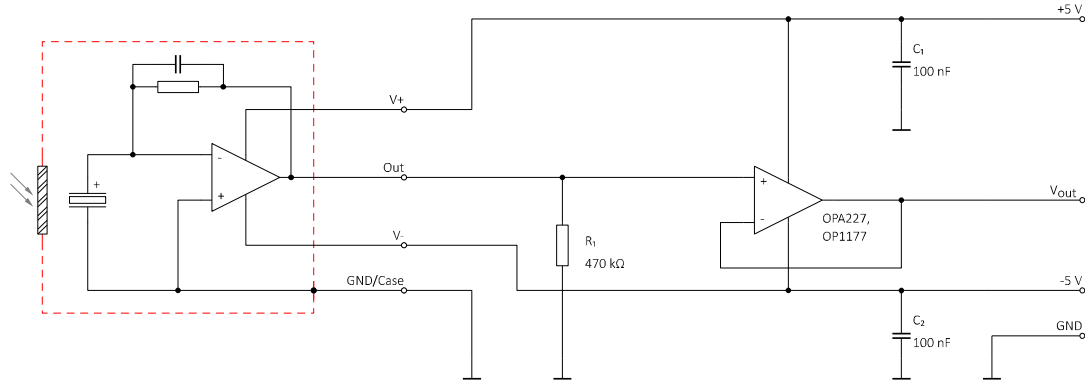 +5 V
C₁
100 nF
V+
-
+
+
Out
+
-
Vout
OPA227,
OP1177
V-
R₁
470 kΩ
GND/Case
-5 V
C₂
100 nF
GND